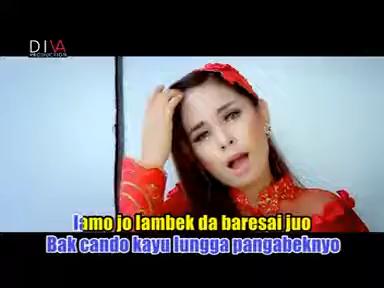 DIVA
PRODUCTION
lamo jo lambek da baresai juo
Bak cando kayu lungga pangabeknyo